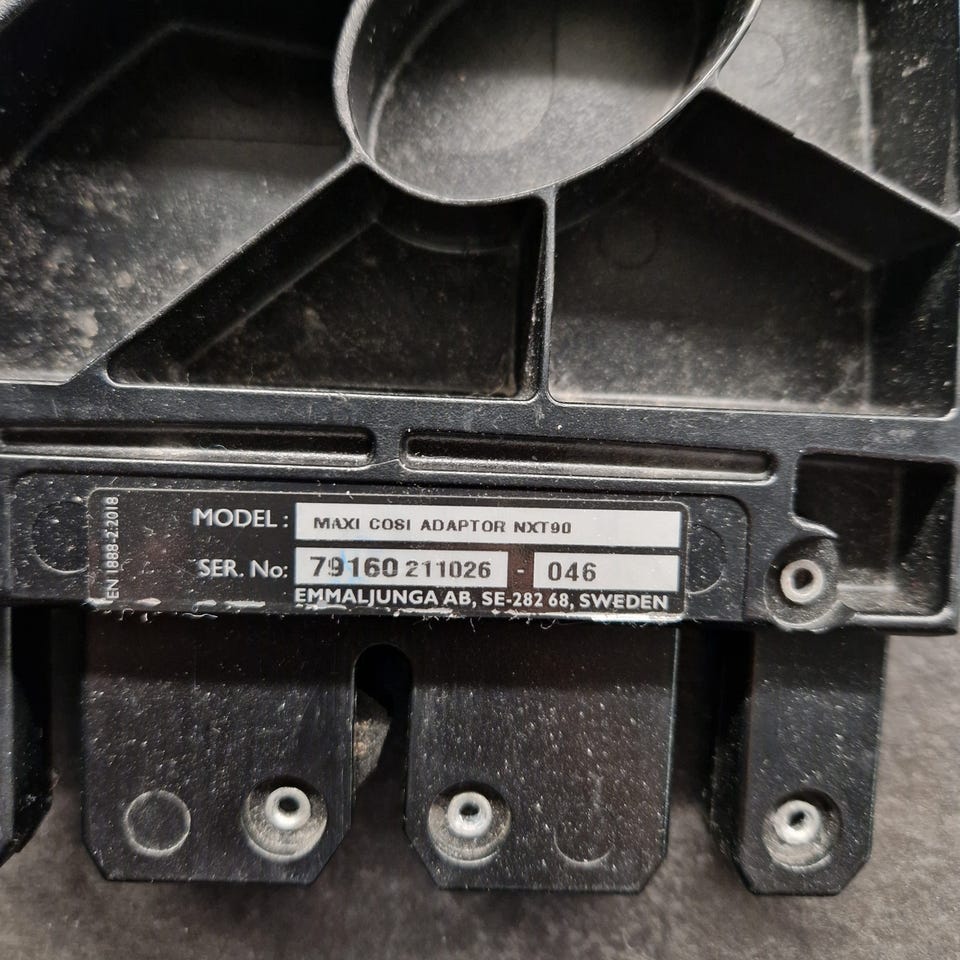 MODEL: MAXI COSI ADAPTOR NXT90
SER. No: 79160 211026 - 046
EMMALJUNGA AB, SE-282 68, SWEDEN
EN 1888-2:2018